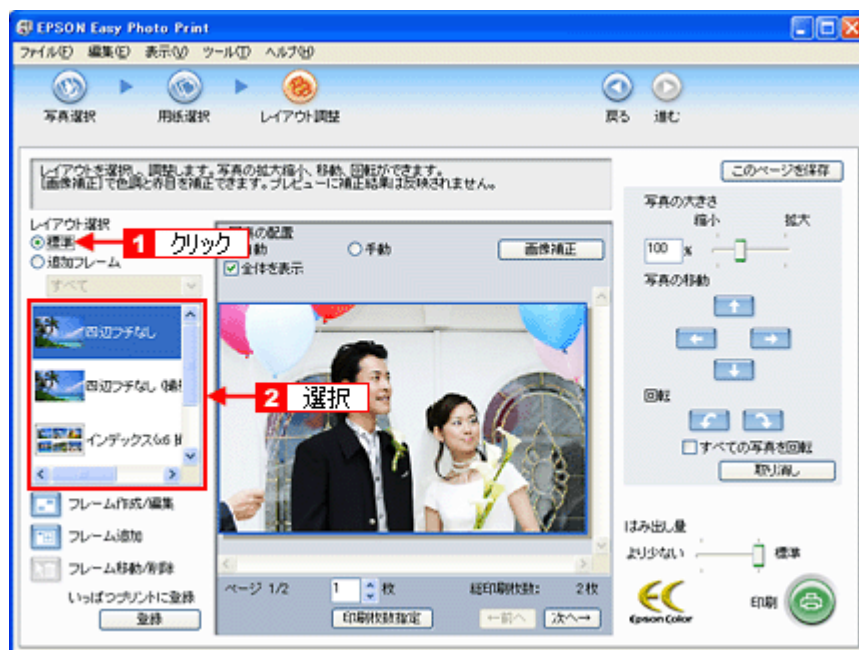 EPSON Easy Photo Print
ファイル(F) 編集(E) 表示(V) ツール(T) ヘルプ(H)
写真選択 用紙選択 レイアウト調整 戻る 進む
レイアウトを選択し、調整します。写真の拡大縮小、移動、回転ができます。
[画像補正]で色調と赤目を補正できます。プレビューに補正結果は反映されません。
このページを保存
レイアウト選択
標準
1 クリック
追加フレーム
すべて
の配置
動 手動 画像補正
全体を表示
四辺フチなし
四辺フチなし (撮影
インデックス(x6
2 選択
フレーム作成/編集
フレーム追加
フレーム移動/削除
いっぱつプリントに登録
登録
ページ 1/2 1 枚 総印刷枚数: 2枚
印刷枚数指定 ←前へ 次へ→
写真の大きさ
縮小 拡大
100 %
写真の移動
回転
すべての写真を回転
取り消し
はみ出し量
より少ない 標準
Epson Color
印刷